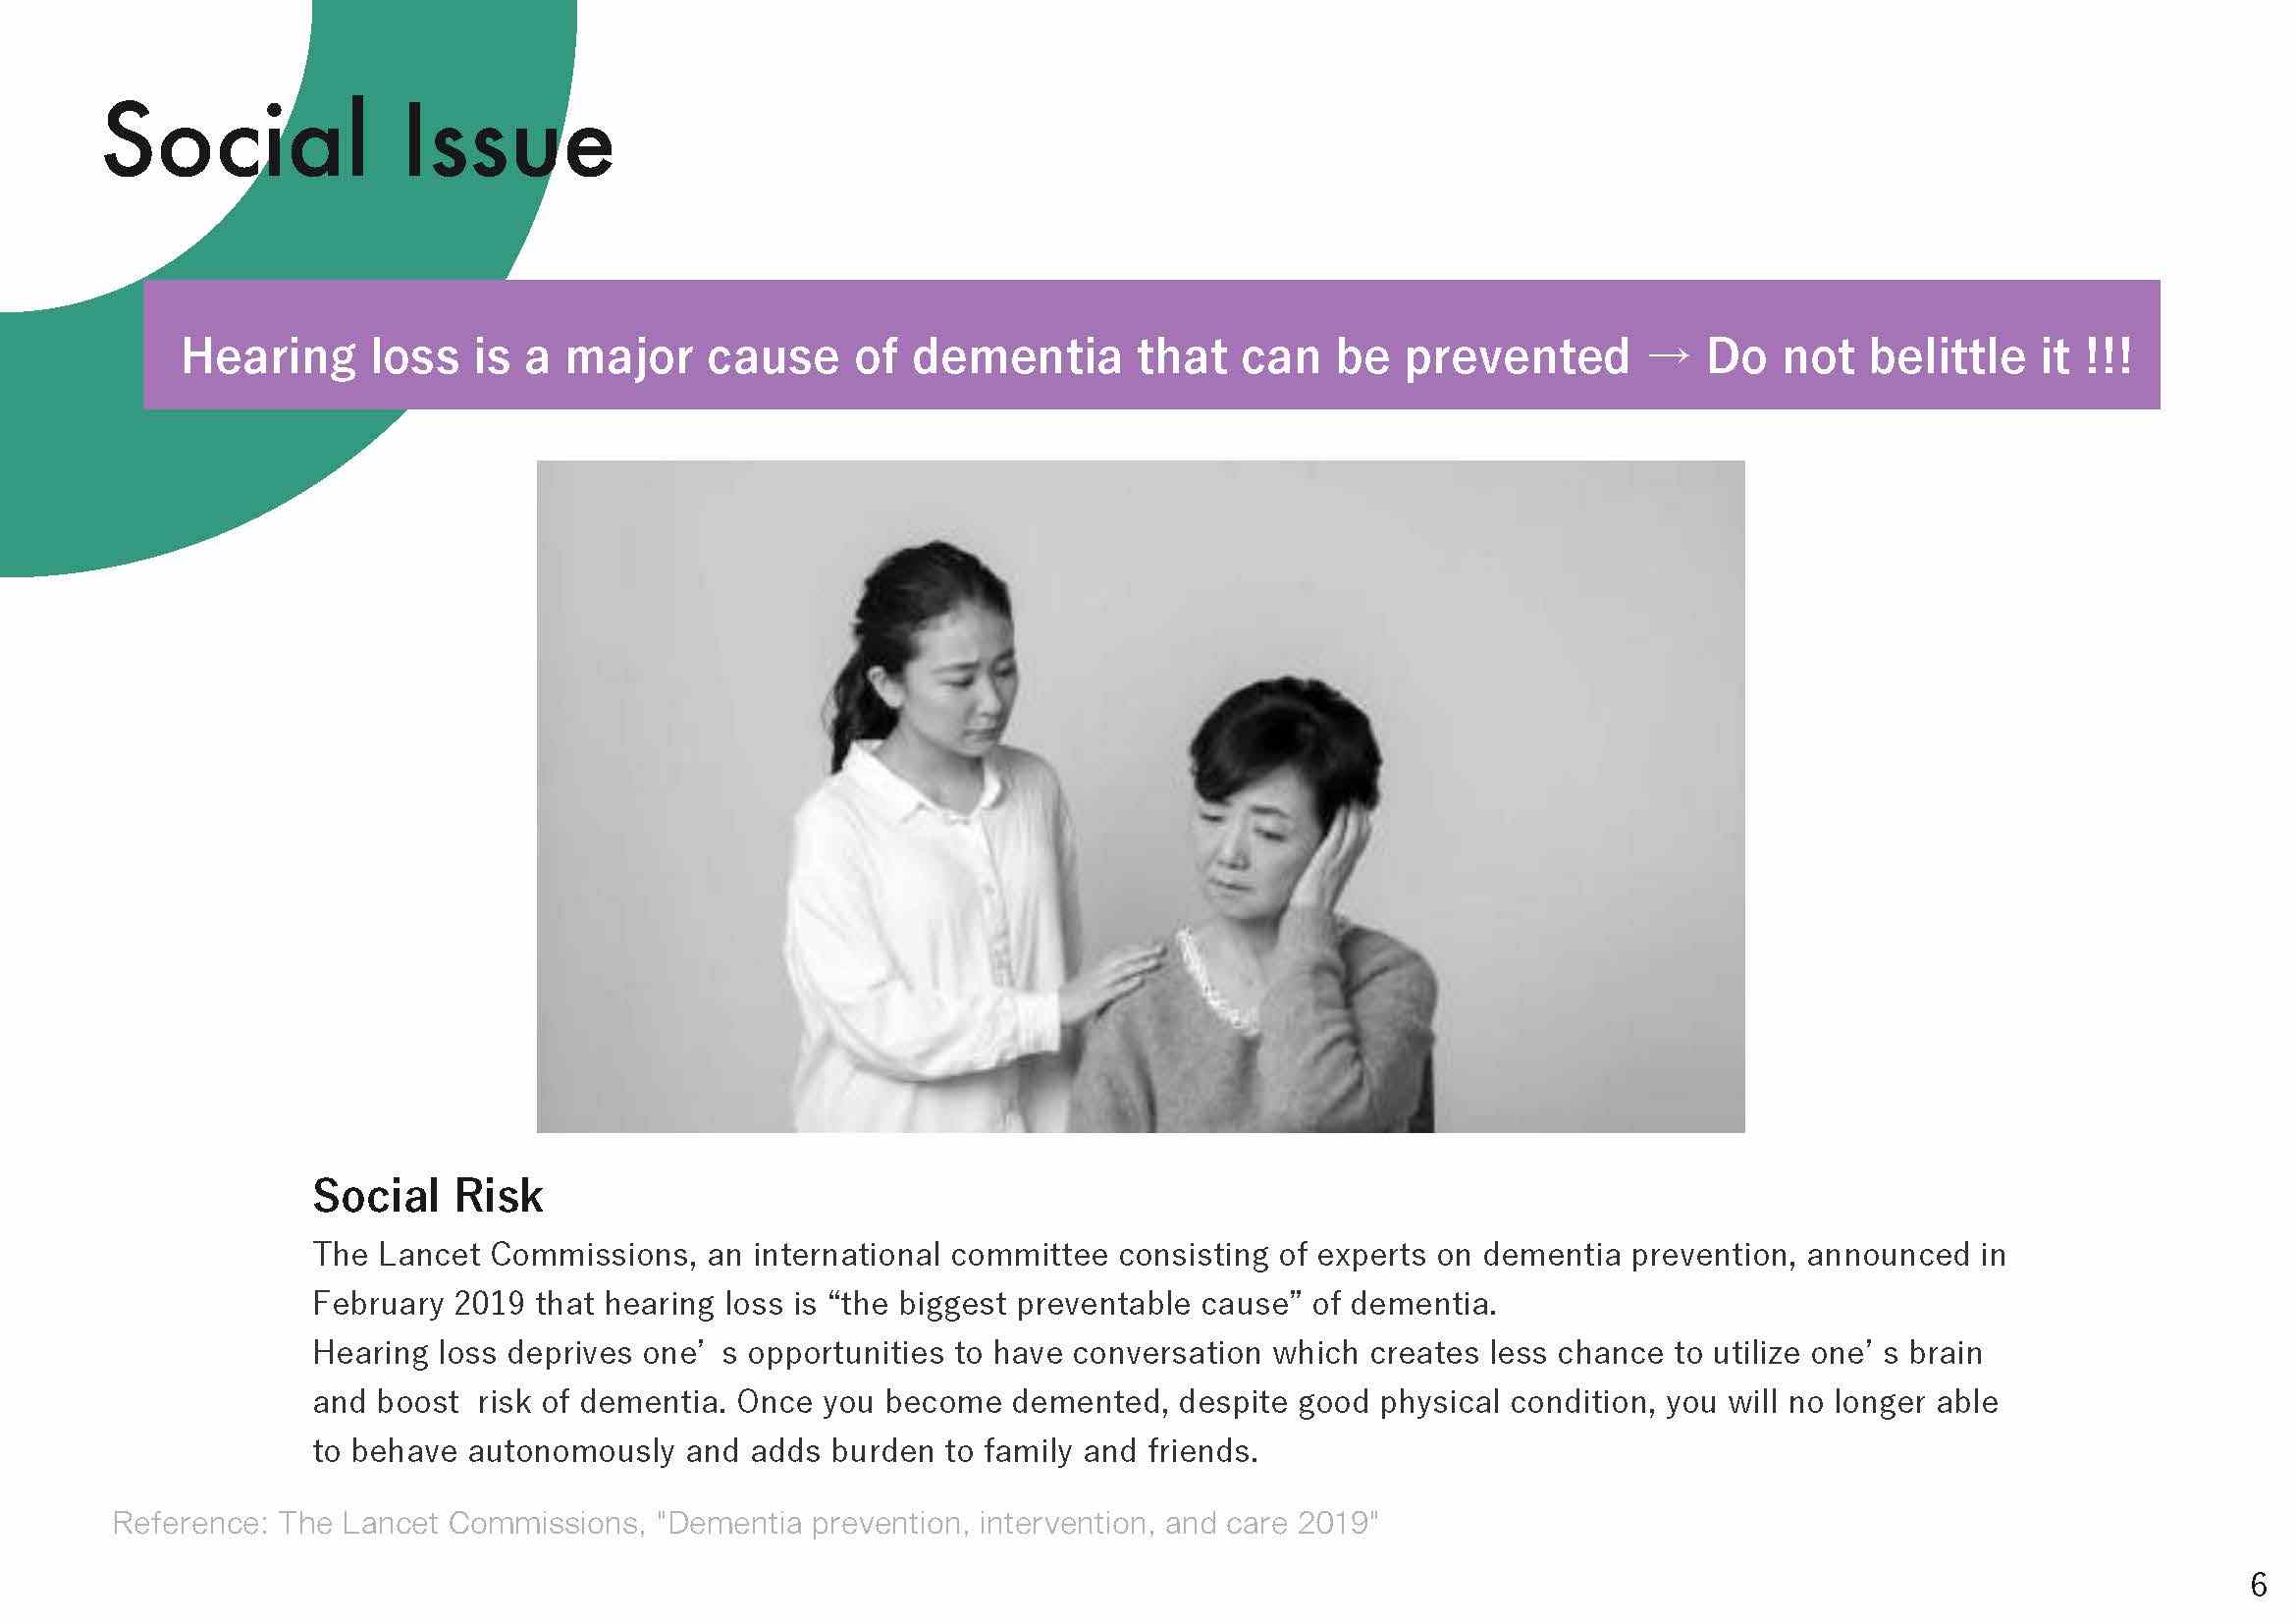 Social Issue
Hearing loss is a major cause of dementia that can be prevented → Do not belittle it !!!
Social Risk
The Lancet Commissions, an international committee consisting of experts on dementia prevention, announced in
February 2019 that hearing loss is “the biggest preventable cause” of dementia.
Hearing loss deprives one’ s opportunities to have conversation which creates less chance to utilize one’ s brain
and boost risk of dementia. Once you become demented, despite good physical condition, you will no longer able
to behave autonomously and adds burden to family and friends.
Reference: The Lancet Commissions, "Dementia prevention, intervention, and care 2019"
6